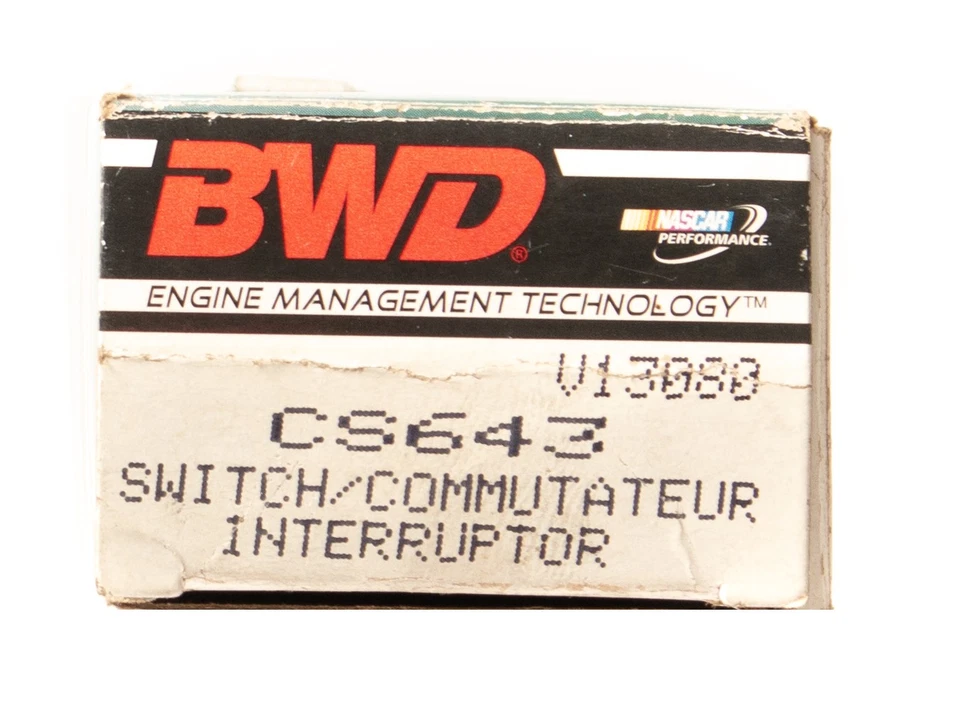 BWD®
NASCAR
PERFORMANCE.
ENGINE MANAGEMENT TECHNOLOGY™
V13080
CS643
SWITCH/COMMUTATEUR
INTERRUPTOR